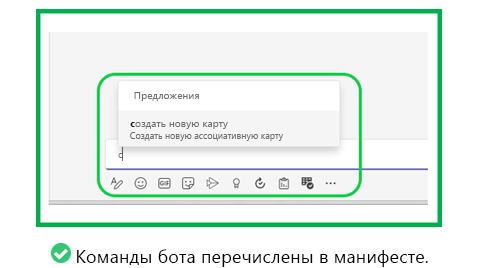 Предложения
создать новую карту
Создать новую ассоциативную карту
с
GIF
Команды бота перечислены в манифесте.